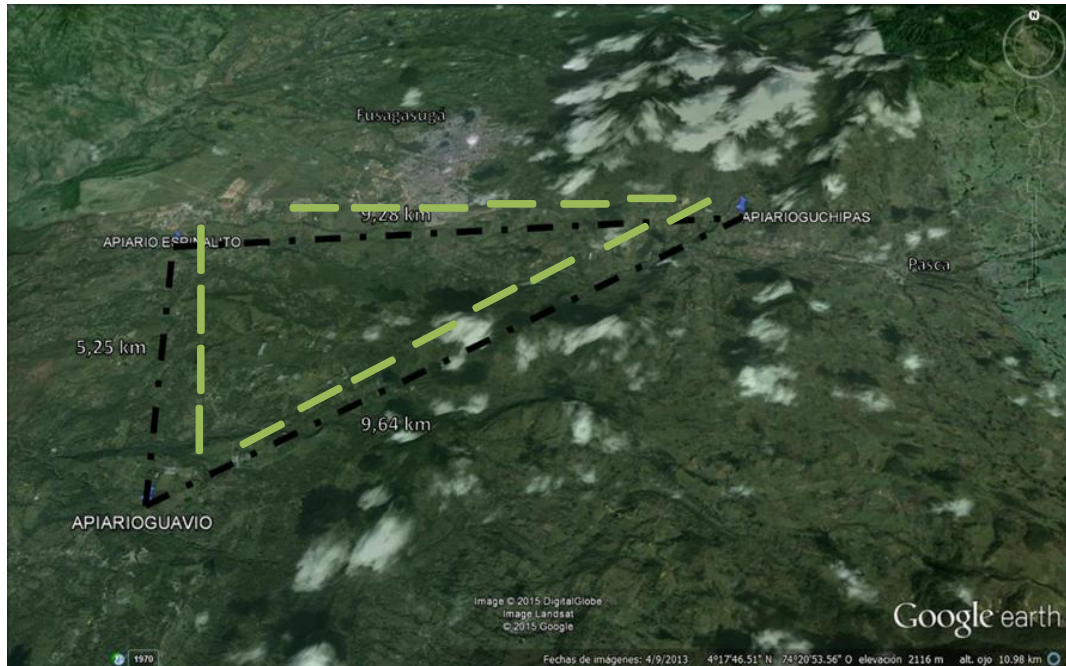 N
Fusagasugá
9,28 km
APIARIOGUCHIPAS
APIARIO ESPINALITO
Pasca
5,25 km
9,64 km
APIARIOGUAVIO
Image © 2015 DigitalGlobe
Image Landsat
© 2015 Google
Google earth
1970
Fechas de imágenes: 4/9/2013 4°17'46.51" N 74°20'53.56" O elevación 2116 m alt. ojo 10.98 km